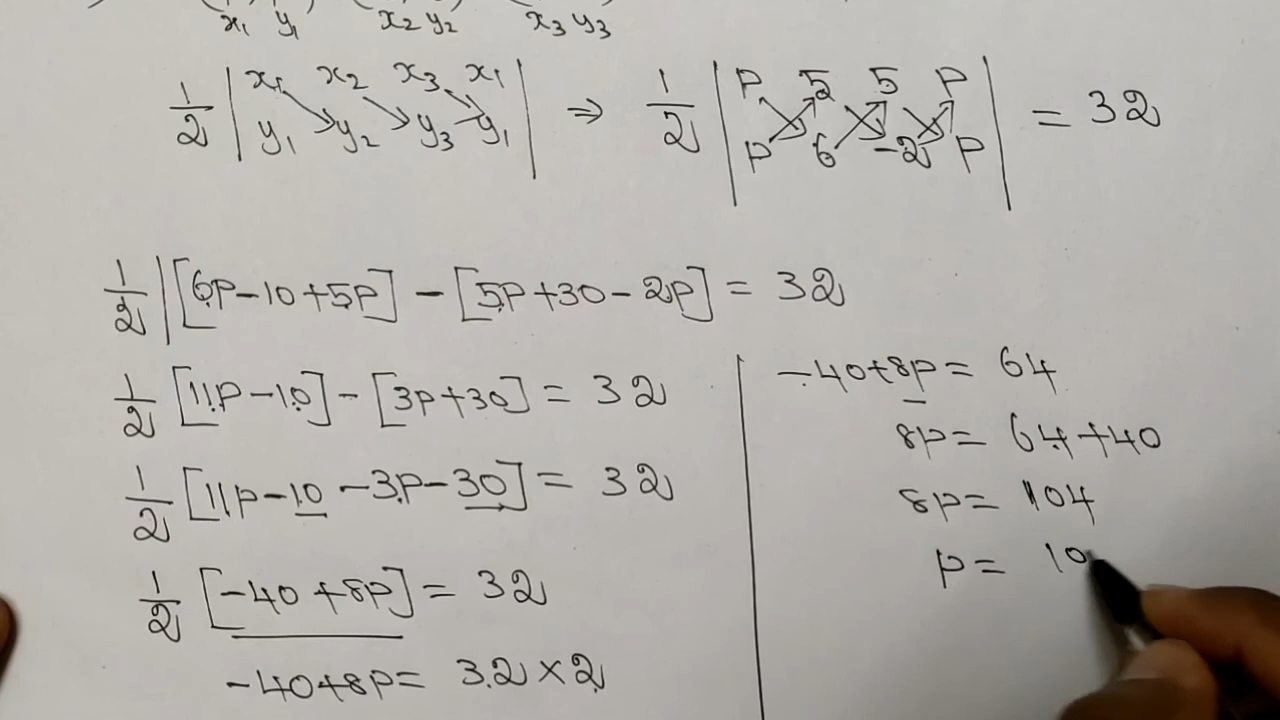 x₁ y₁ x₂ y₂ x₃ y₃
1/2 | x₁ x₂ x₃ x₁ | ⇒ 1/2 | P 5 5 P | = 32
y₁ y₂ y₃ y₁ P 6 -2 P
1/2 | [6P-10+5P] - [5P+30-2P] = 32
1/2 [11P-10] - [3P+30] = 32
1/2 [11P-10-3P-30] = 32
1/2 [-40+8P] = 32
-40+8P = 32×2
-40+8P = 64
8P = 64+40
8P = 104
P = 10